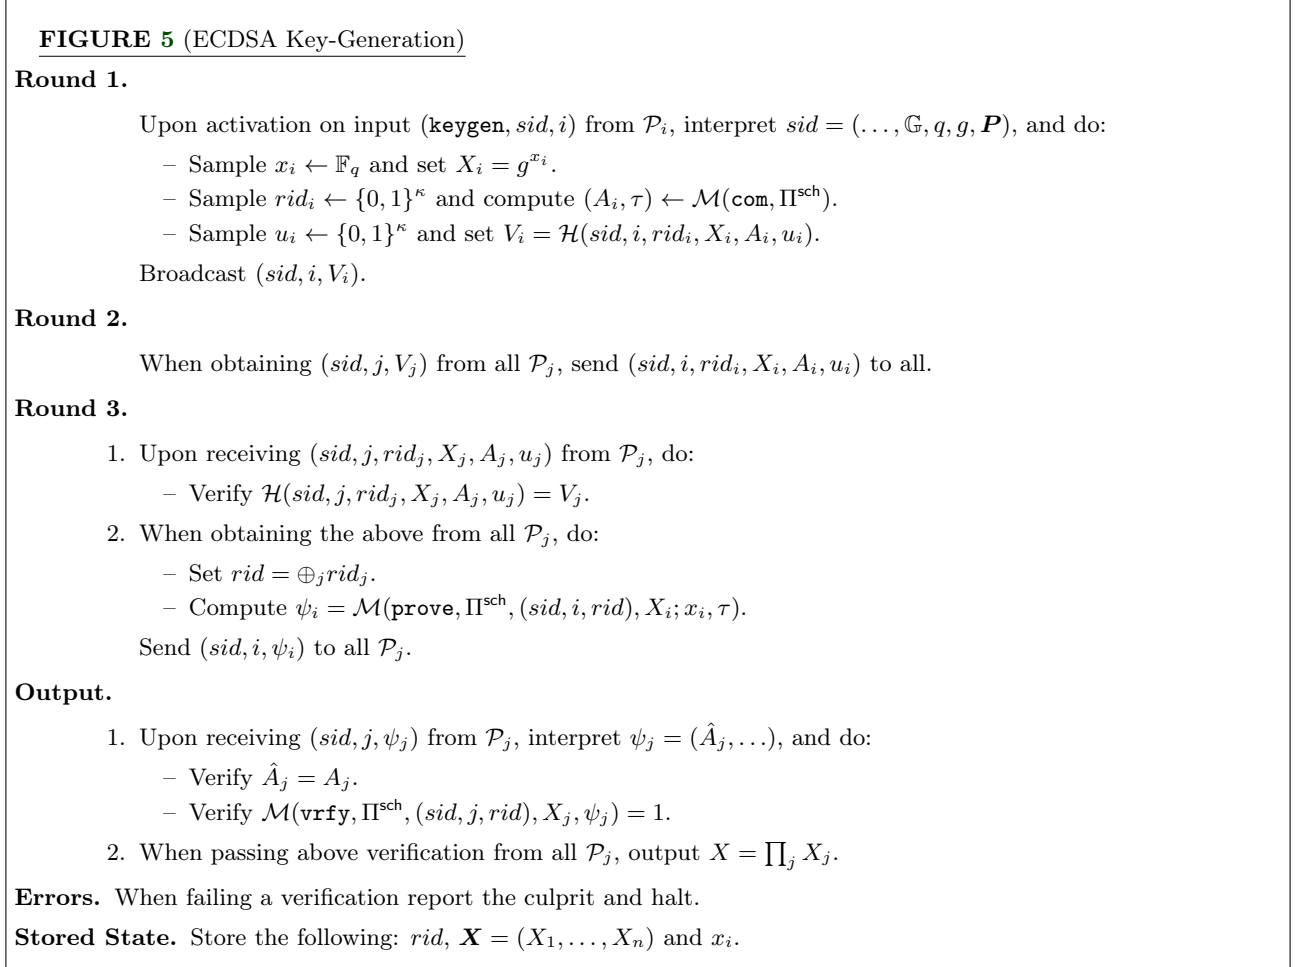 FIGURE 5 (ECDSA Key-Generation)
Round 1.
Upon activation on input (keygen, sid, i) from 𝒫ᵢ, interpret sid = (…, 𝔾, q, g, 𝑷), and do:
– Sample xᵢ ← 𝔽_q and set Xᵢ = g^{xᵢ}.
– Sample ridᵢ ← {0, 1}^κ and compute (Aᵢ, τ) ← ℳ(com, Π^sch).
– Sample uᵢ ← {0, 1}^κ and set Vᵢ = ℋ(sid, i, ridᵢ, Xᵢ, Aᵢ, uᵢ).
Broadcast (sid, i, Vᵢ).
Round 2.
When obtaining (sid, j, Vⱼ) from all 𝒫ⱼ, send (sid, i, ridᵢ, Xᵢ, Aᵢ, uᵢ) to all.
Round 3.
1. Upon receiving (sid, j, ridⱼ, Xⱼ, Aⱼ, uⱼ) from 𝒫ⱼ, do:
– Verify ℋ(sid, j, ridⱼ, Xⱼ, Aⱼ, uⱼ) = Vⱼ.
2. When obtaining the above from all 𝒫ⱼ, do:
– Set rid = ⊕ⱼridⱼ.
– Compute ψᵢ = ℳ(prove, Π^sch, (sid, i, rid), Xᵢ; xᵢ, τ).
Send (sid, i, ψᵢ) to all 𝒫ⱼ.
Output.
1. Upon receiving (sid, j, ψⱼ) from 𝒫ⱼ, interpret ψⱼ = (Âⱼ, …), and do:
– Verify Âⱼ = Aⱼ.
– Verify ℳ(vrfy, Π^sch, (sid, j, rid), Xⱼ, ψⱼ) = 1.
2. When passing above verification from all 𝒫ⱼ, output X = ∏ⱼ Xⱼ.
Errors. When failing a verification report the culprit and halt.
Stored State. Store the following: rid, 𝑿 = (X₁, …, Xₙ) and xᵢ.